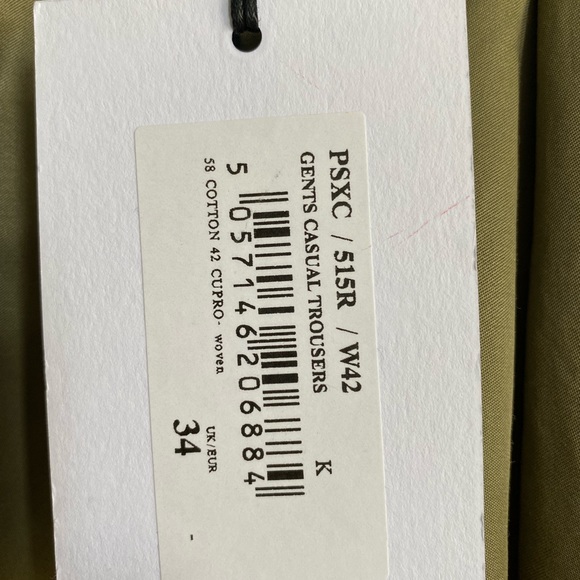 PSXC / 515R / W42
GENTS CASUAL TROUSERS K
5 057146 206884
58 COTTON 42 CUPRO- woven
UK/EUR
34 -